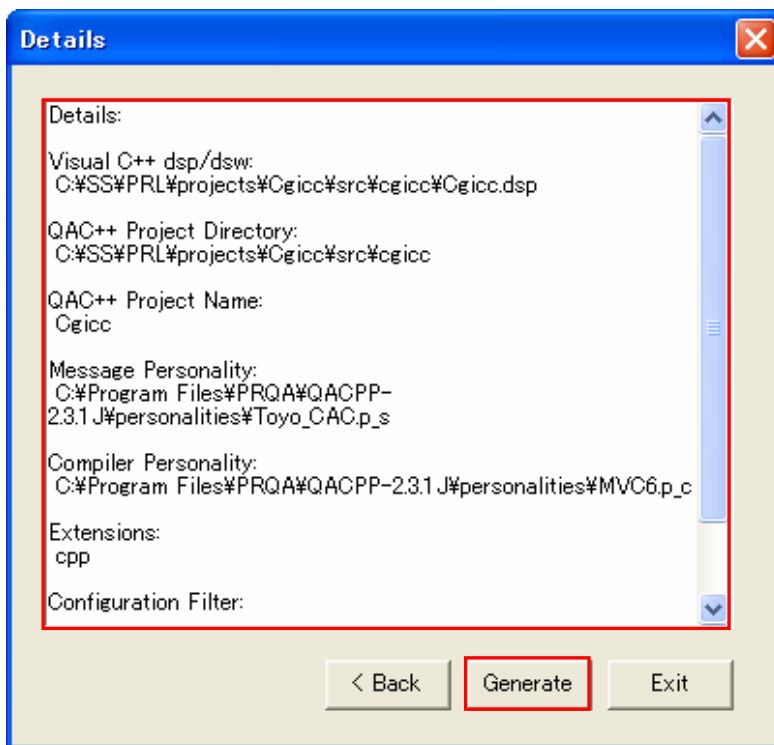 Details
Details:
Visual C++ dsp/dsw:
C:¥SS¥PRL¥projects¥Cgicc¥src¥cgicc¥Cgicc.dsp
QAC++ Project Directory:
C:¥SS¥PRL¥projects¥Cgicc¥src¥cgicc
QAC++ Project Name:
Cgicc
Message Personality:
C:¥Program Files¥PRQA¥QACPP-
2.3.1J¥personalities¥Toyo_CAC.p_s
Compiler Personality:
C:¥Program Files¥PRQA¥QACPP-2.3.1J¥personalities¥MVC6.p_c
Extensions:
cpp
Configuration Filter:
< Back Generate Exit